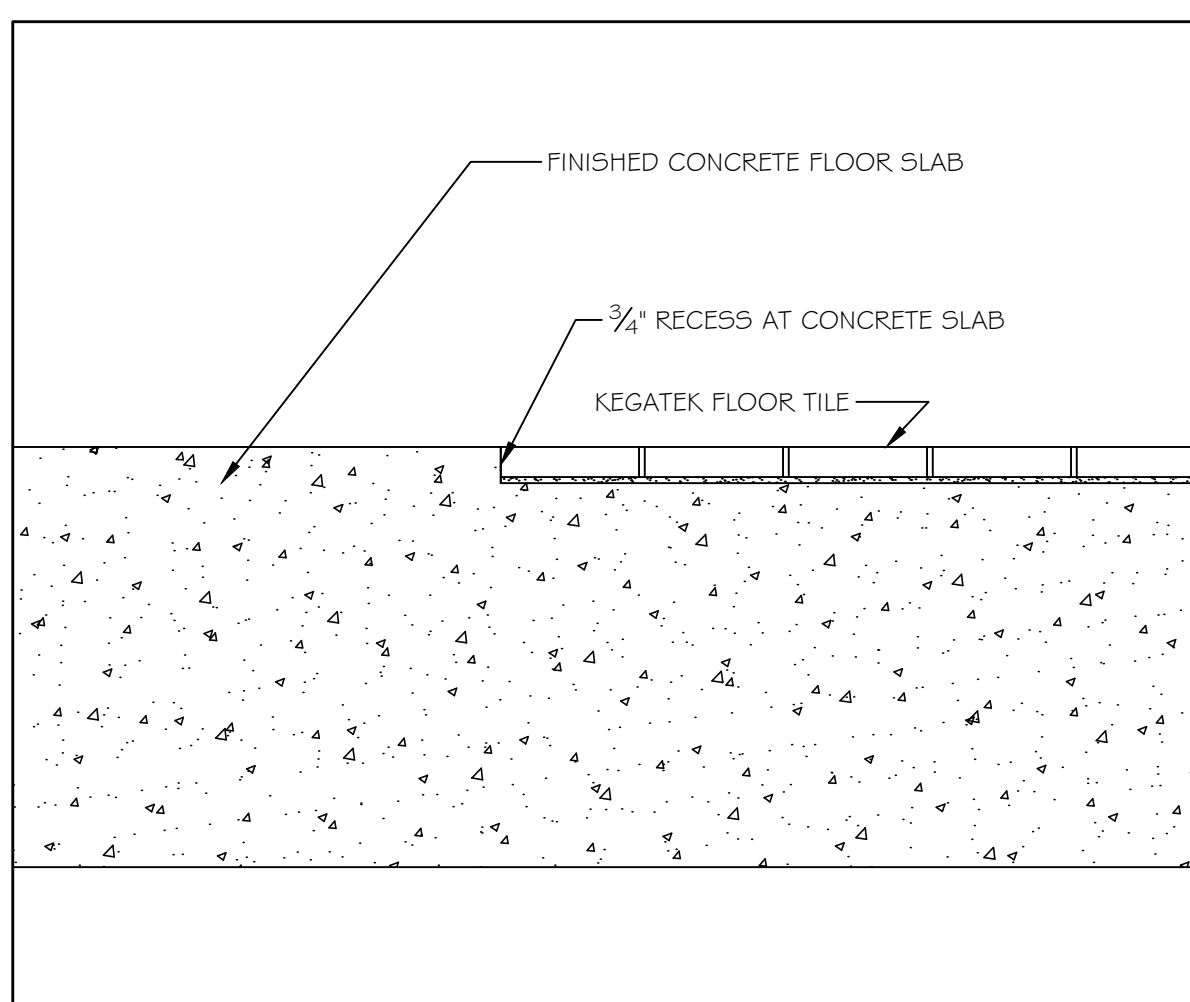 FINISHED CONCRETE FLOOR SLAB
3/4" RECESS AT CONCRETE SLAB
KEGATEK FLOOR TILE